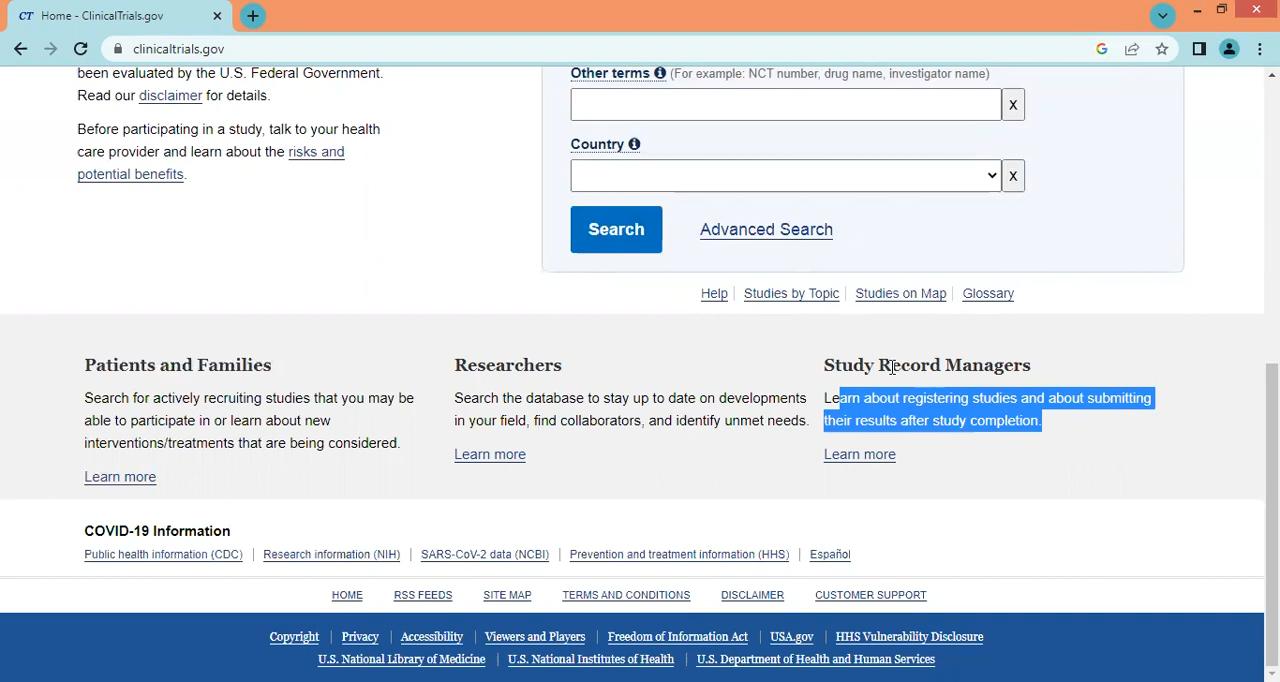 CT Home - ClinicalTrials.gov
clinicaltrials.gov
been evaluated by the U.S. Federal Government.
Read our disclaimer for details.
Before participating in a study, talk to your health
care provider and learn about the risks and
potential benefits.
Other terms (For example: NCT number, drug name, investigator name)
X
Country
X
Search Advanced Search
Help Studies by Topic Studies on Map Glossary
Patients and Families
Search for actively recruiting studies that you may be
able to participate in or learn about new
interventions/treatments that are being considered.
Learn more
Researchers
Search the database to stay up to date on developments
in your field, find collaborators, and identify unmet needs.
Learn more
Study Record Managers
Learn about registering studies and about submitting
their results after study completion.
Learn more
COVID-19 Information
Public health information (CDC) Research information (NIH) SARS-CoV-2 data (NCBI) Prevention and treatment information (HHS) Español
HOME RSS FEEDS SITE MAP TERMS AND CONDITIONS DISCLAIMER CUSTOMER SUPPORT
Copyright Privacy Accessibility Viewers and Players Freedom of Information Act USA.gov HHS Vulnerability Disclosure
U.S. National Library of Medicine U.S. National Institutes of Health U.S. Department of Health and Human Services